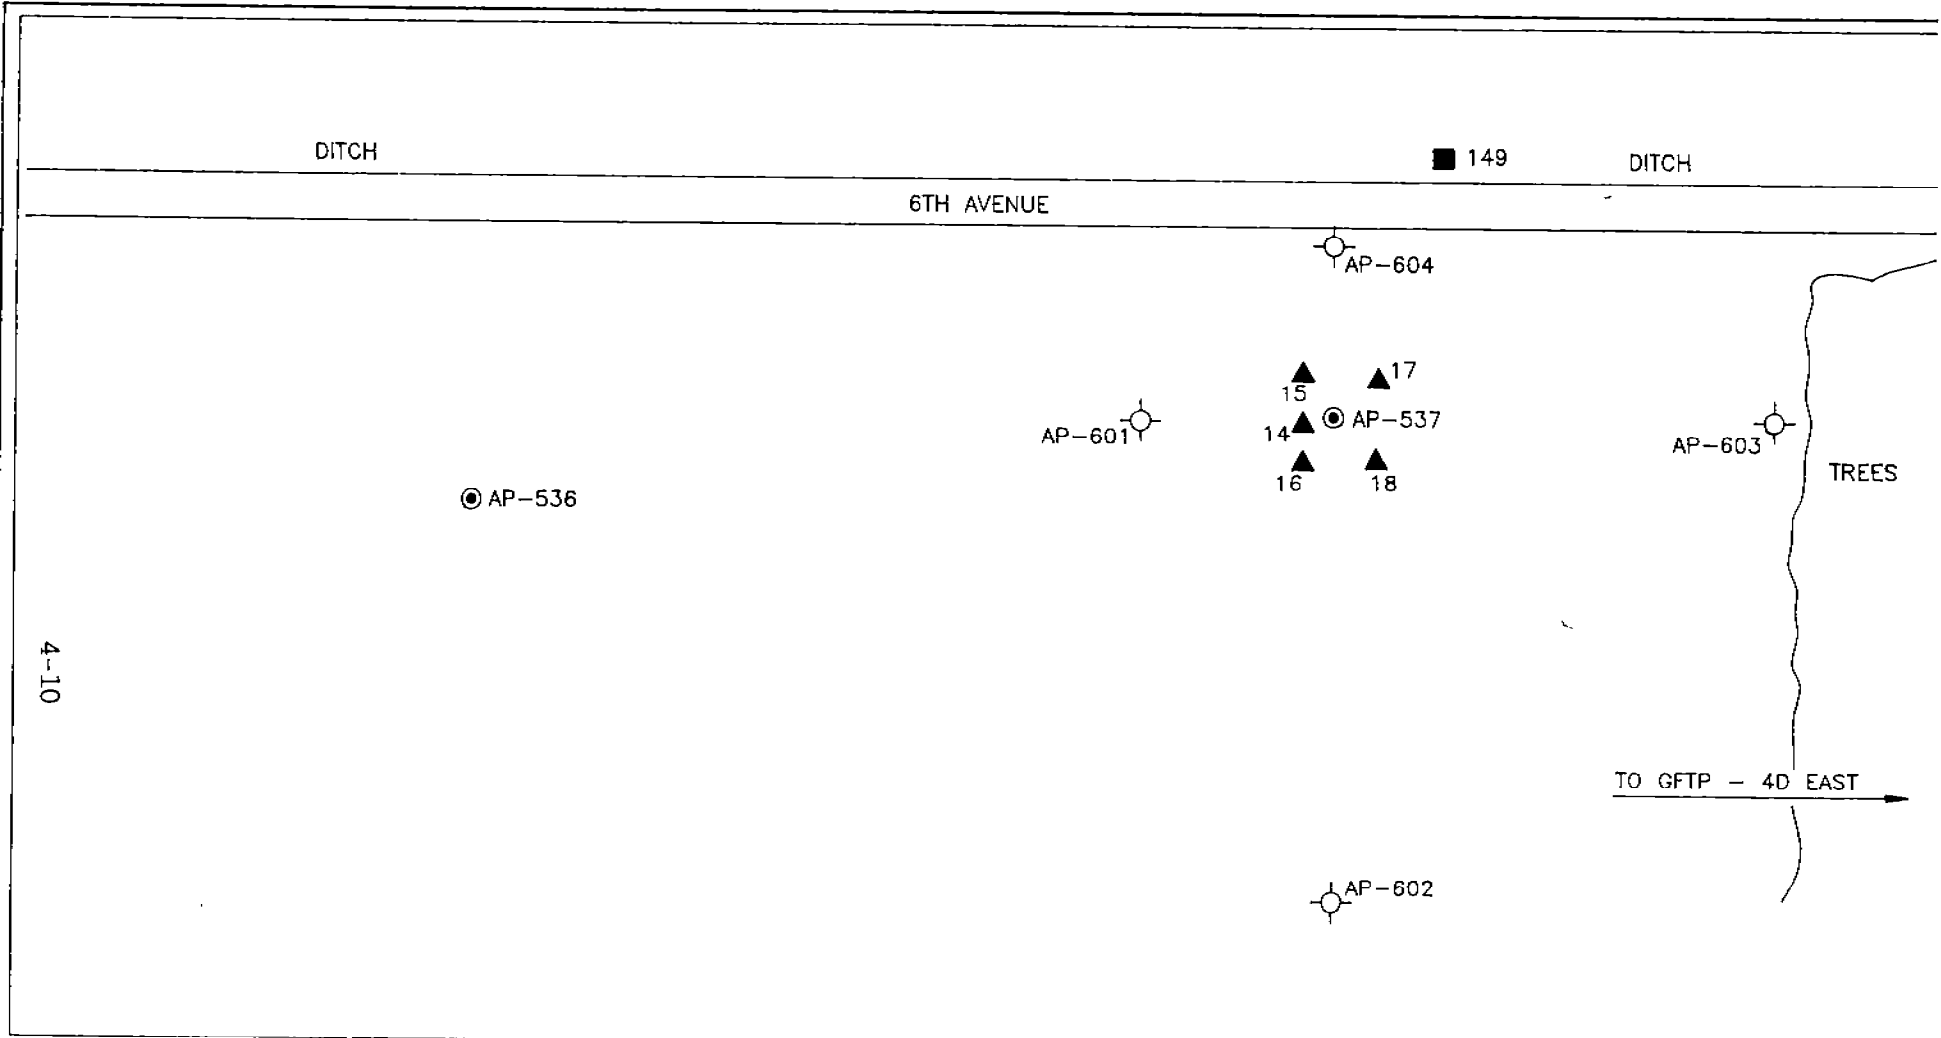 DITCH
149
DITCH
6TH AVENUE
AP-604
15
17
AP-601
14
AP-537
AP-603
16
18
TREES
AP-536
4-10
TO GFTP - 4D EAST
AP-602